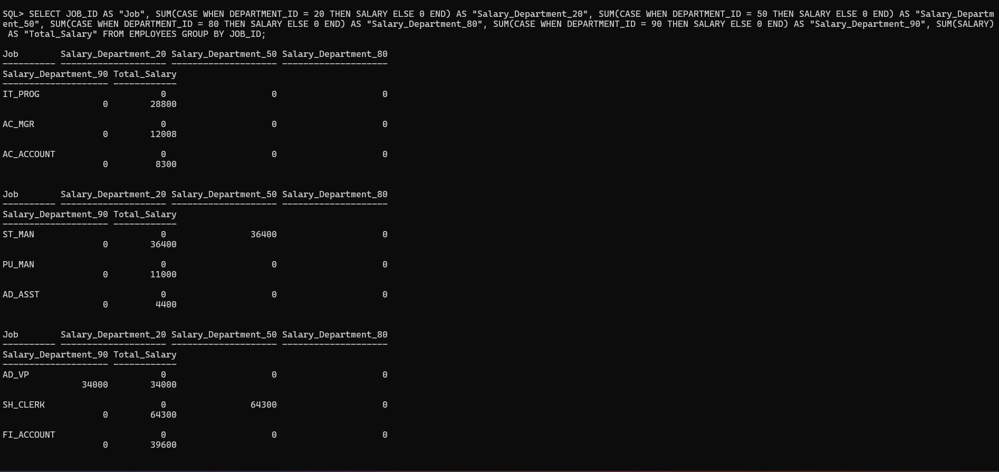 SQL> SELECT JOB_ID AS "Job", SUM(CASE WHEN DEPARTMENT_ID = 20 THEN SALARY ELSE 0 END) AS "Salary_Department_20", SUM(CASE WHEN DEPARTMENT_ID = 50 THEN SALARY ELSE 0 END) AS "Salary_Departm
ent_50", SUM(CASE WHEN DEPARTMENT_ID = 80 THEN SALARY ELSE 0 END) AS "Salary_Department_80", SUM(CASE WHEN DEPARTMENT_ID = 90 THEN SALARY ELSE 0 END) AS "Salary_Department_90", SUM(SALARY)
 AS "Total_Salary" FROM EMPLOYEES GROUP BY JOB_ID;

Job        Salary_Department_20 Salary_Department_50 Salary_Department_80
---------- -------------------- -------------------- --------------------
Salary_Department_90 Total_Salary
-------------------- ------------
IT_PROG                       0                    0                    0
                   0        28800

AC_MGR                        0                    0                    0
                   0        12008

AC_ACCOUNT                    0                    0                    0
                   0         8300


Job        Salary_Department_20 Salary_Department_50 Salary_Department_80
---------- -------------------- -------------------- --------------------
Salary_Department_90 Total_Salary
-------------------- ------------
ST_MAN                        0                36400                    0
                   0        36400

PU_MAN                        0                    0                    0
                   0        11000

AD_ASST                       0                    0                    0
                   0         4400


Job        Salary_Department_20 Salary_Department_50 Salary_Department_80
---------- -------------------- -------------------- --------------------
Salary_Department_90 Total_Salary
-------------------- ------------
AD_VP                         0                    0                    0
               34000        34000

SH_CLERK                      0                64300                    0
                   0        64300

FI_ACCOUNT                    0                    0                    0
                   0        39600